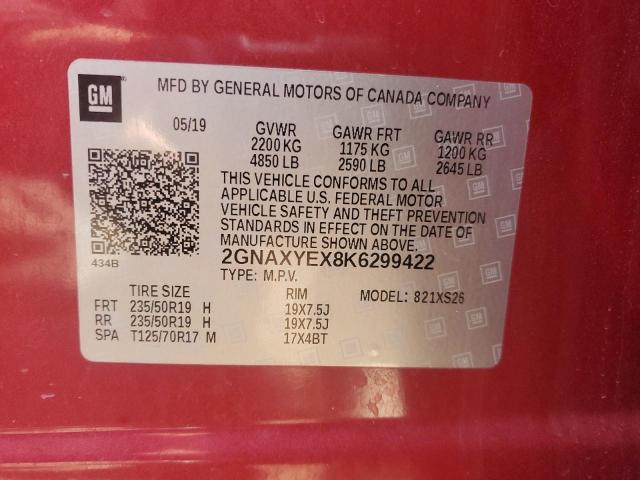 GM
MFD BY GENERAL MOTORS OF CANADA COMPANY
05/19 GVWR GAWR FRT GAWR RR
2200 KG 1175 KG 1200 KG
4850 LB 2590 LB 2645 LB
THIS VEHICLE CONFORMS TO ALL
APPLICABLE U.S. FEDERAL MOTOR
VEHICLE SAFETY AND THEFT PREVENTION
STANDARDS IN EFFECT ON THE DATE OF
MANUFACTURE SHOWN ABOVE.
434B 2GNAXYEX8K6299422
TYPE: M.P.V.
TIRE SIZE RIM MODEL: 821XS26
FRT 235/50R19 H 19X7.5J
RR 235/50R19 H 19X7.5J
SPA T125/70R17 M 17X4BT